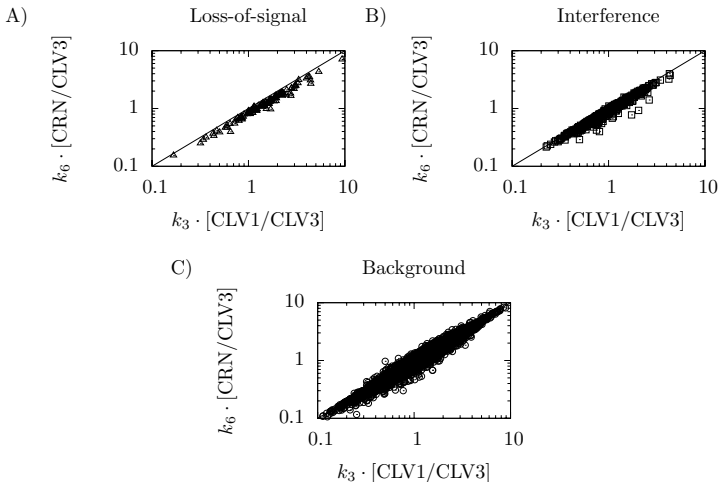 A) Loss-of-signal
k₆ · [CRN/CLV3]
10
1
0.1
0.1 1 10
k₃ · [CLV1/CLV3]
B) Interference
k₆ · [CRN/CLV3]
10
1
0.1
0.1 1 10
k₃ · [CLV1/CLV3]
C) Background
k₆ · [CRN/CLV3]
10
1
0.1
0.1 1 10
k₃ · [CLV1/CLV3]